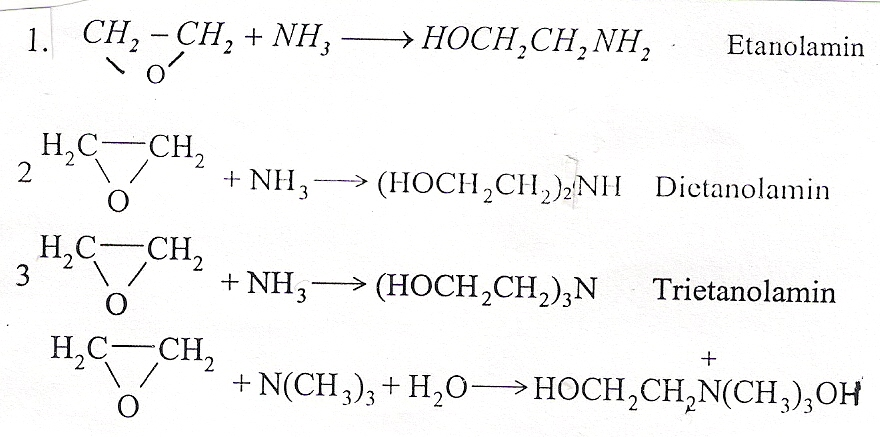 1. CH₂ – CH₂ + NH₃ ⟶ HOCH₂CH₂NH₂ Etanolamin
O
H₂C — CH₂
2 + NH₃ ⟶ (HOCH₂CH₂)₂NH Dietanolamin
O
H₂C — CH₂
3 + NH₃ ⟶ (HOCH₂CH₂)₃N Trietanolamin
O
H₂C — CH₂ +
+ N(CH₃)₃ + H₂O ⟶ HOCH₂CH₂N(CH₃)₃OH
O